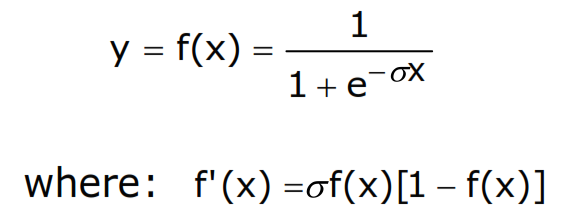 y = f(x) = 1 / (1 + e^{-σx})
where: f'(x) =σf(x)[1 – f(x)]